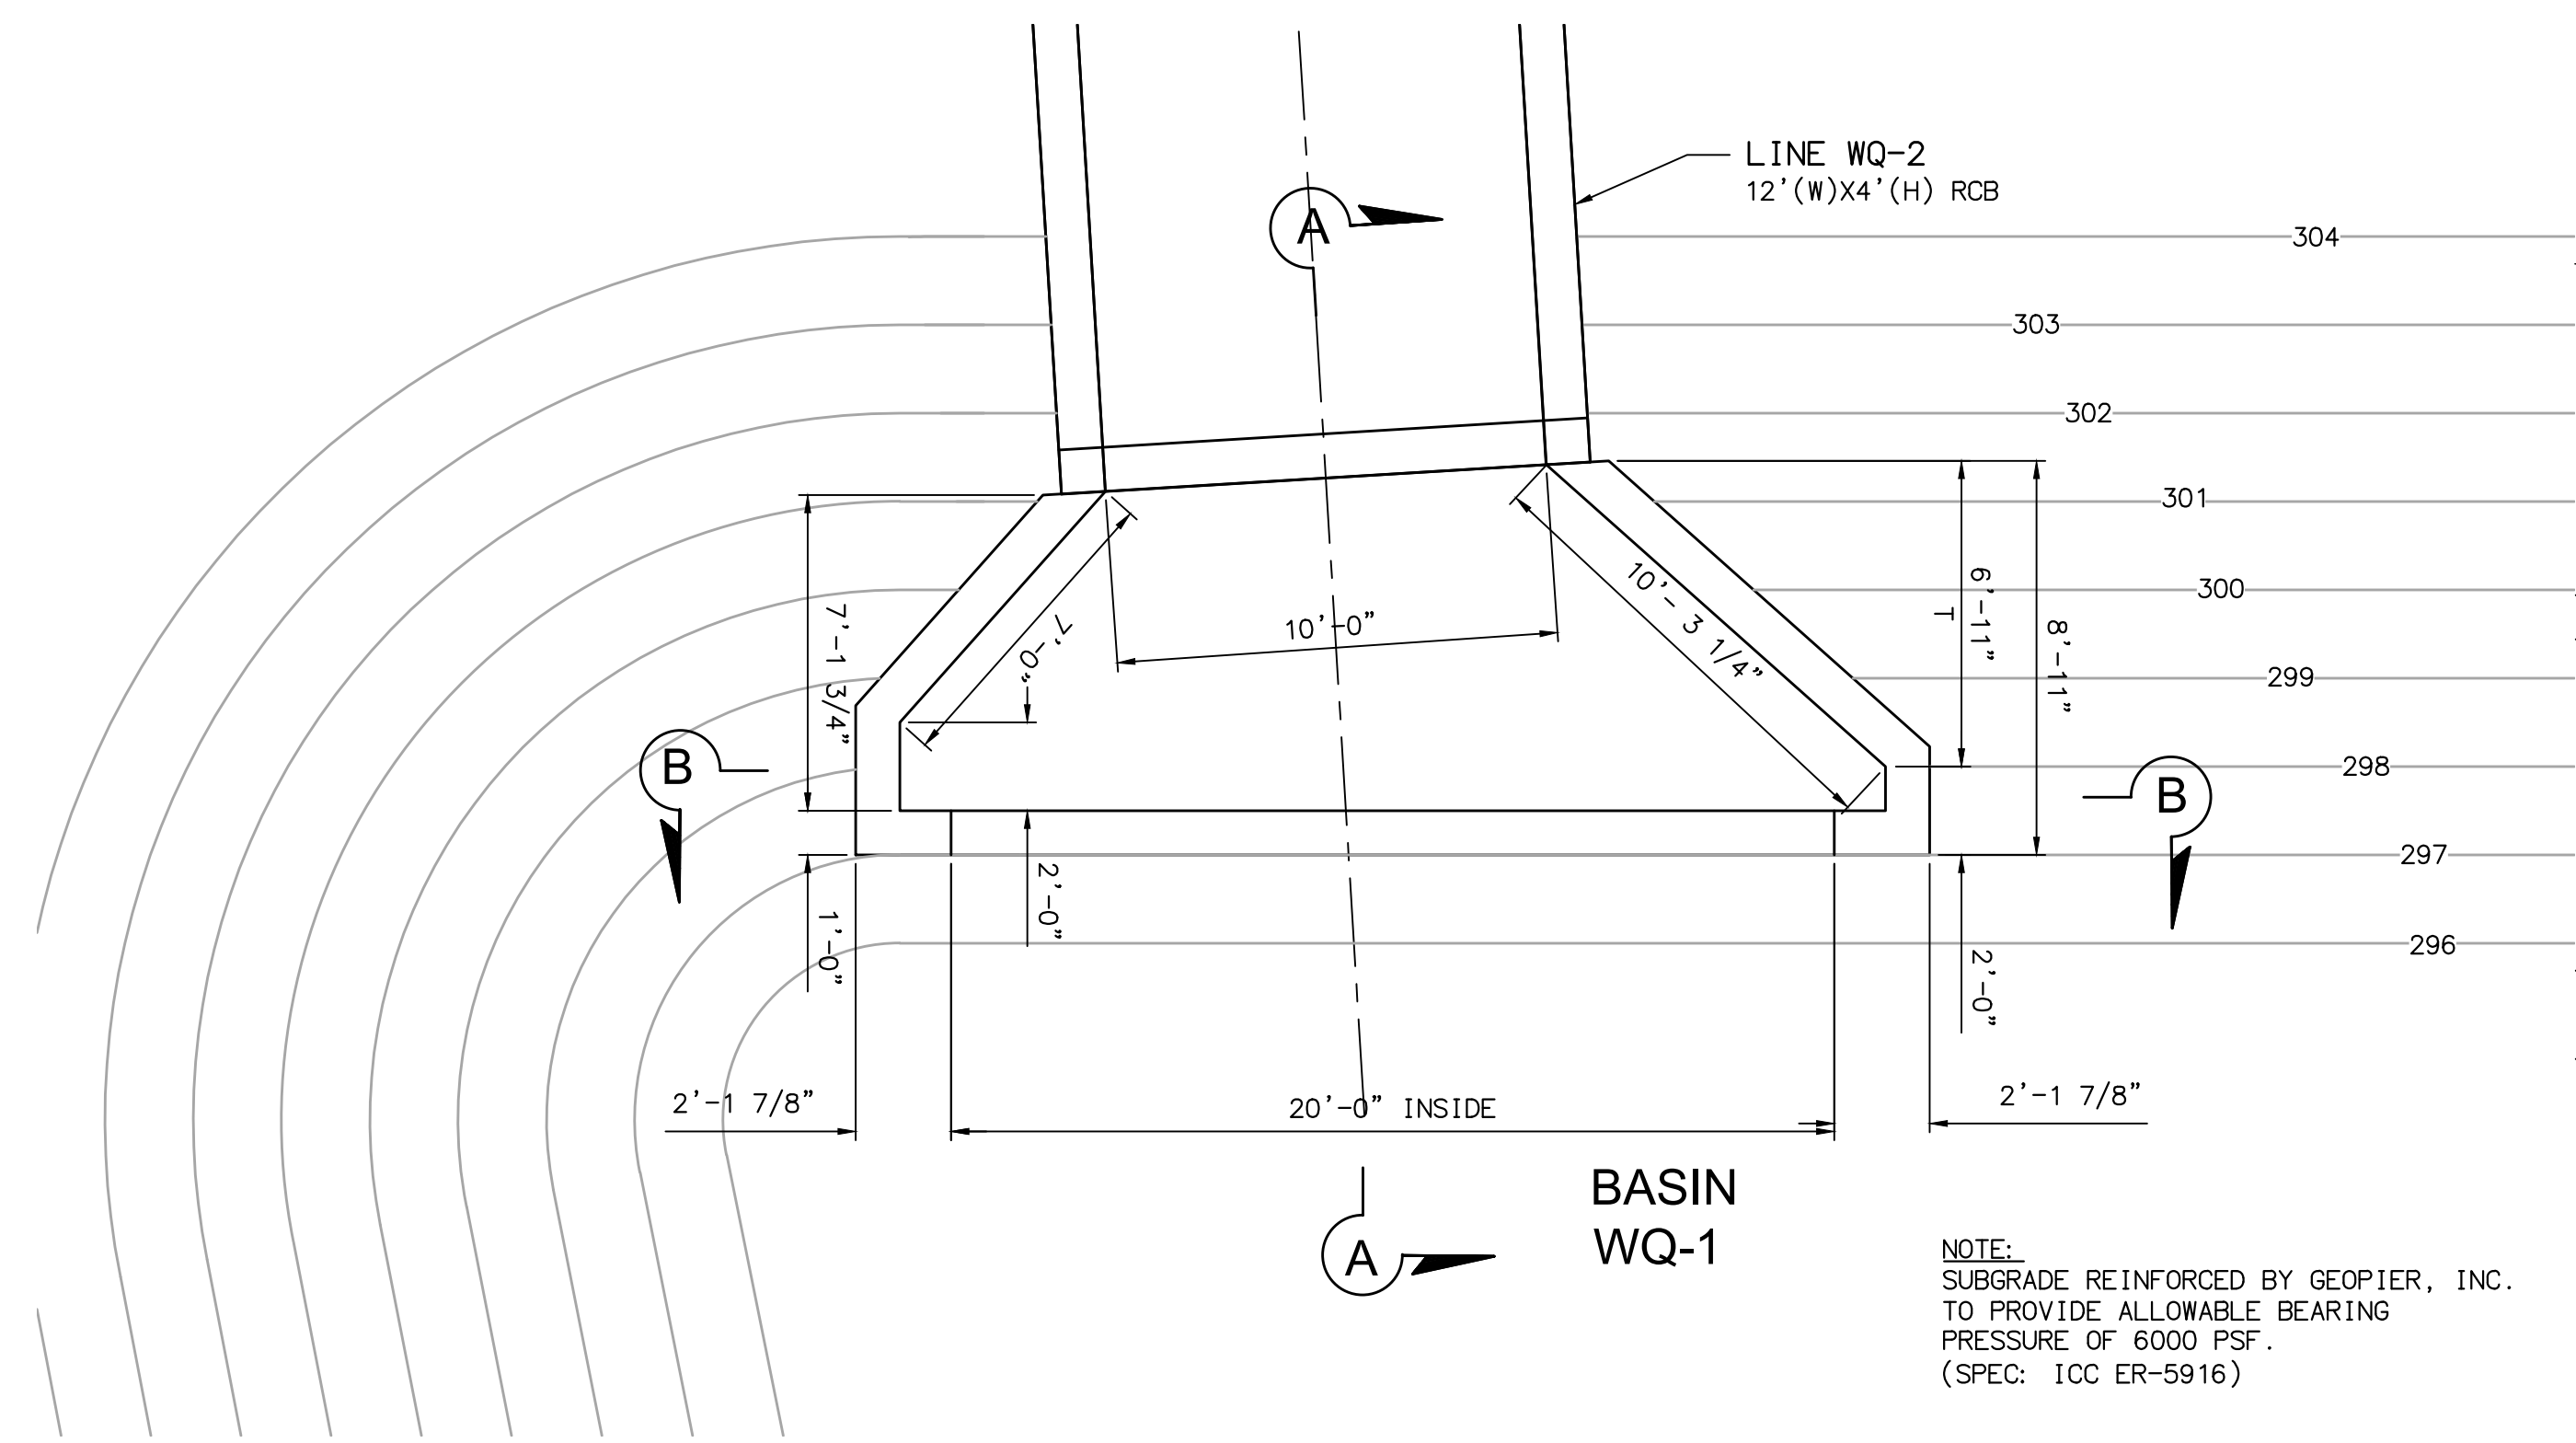 LINE WQ-2
12'(W)X4'(H) RCB
A
304
303
302
301
300
299
298
297
296
6'-11"
T
8'-11"
10'- 3 1/4"
10'-0"
7'-0"
7'-1 3/4"
B
B
2'-0"
1'-0"
2'-0"
2'-1 7/8"
20'-0" INSIDE
2'-1 7/8"
A
BASIN
WQ-1
NOTE:
SUBGRADE REINFORCED BY GEOPIER, INC.
TO PROVIDE ALLOWABLE BEARING
PRESSURE OF 6000 PSF.
(SPEC: ICC ER-5916)